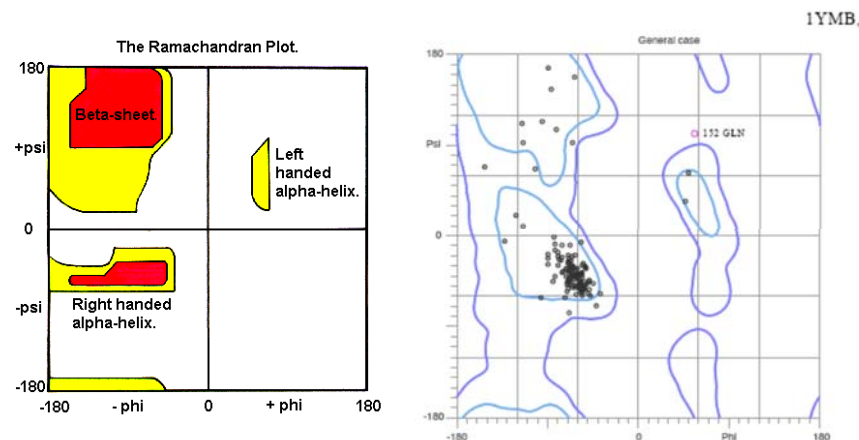 1YMB,
The Ramachandran Plot.
180
+psi
0
-psi
-180
Beta-sheet.
Left
handed
alpha-helix.
Right handed
alpha-helix.
-180
- phi
0
+ phi
180
General case
180
Psi
0
-180
152 GLN
-180
0
Phi
180